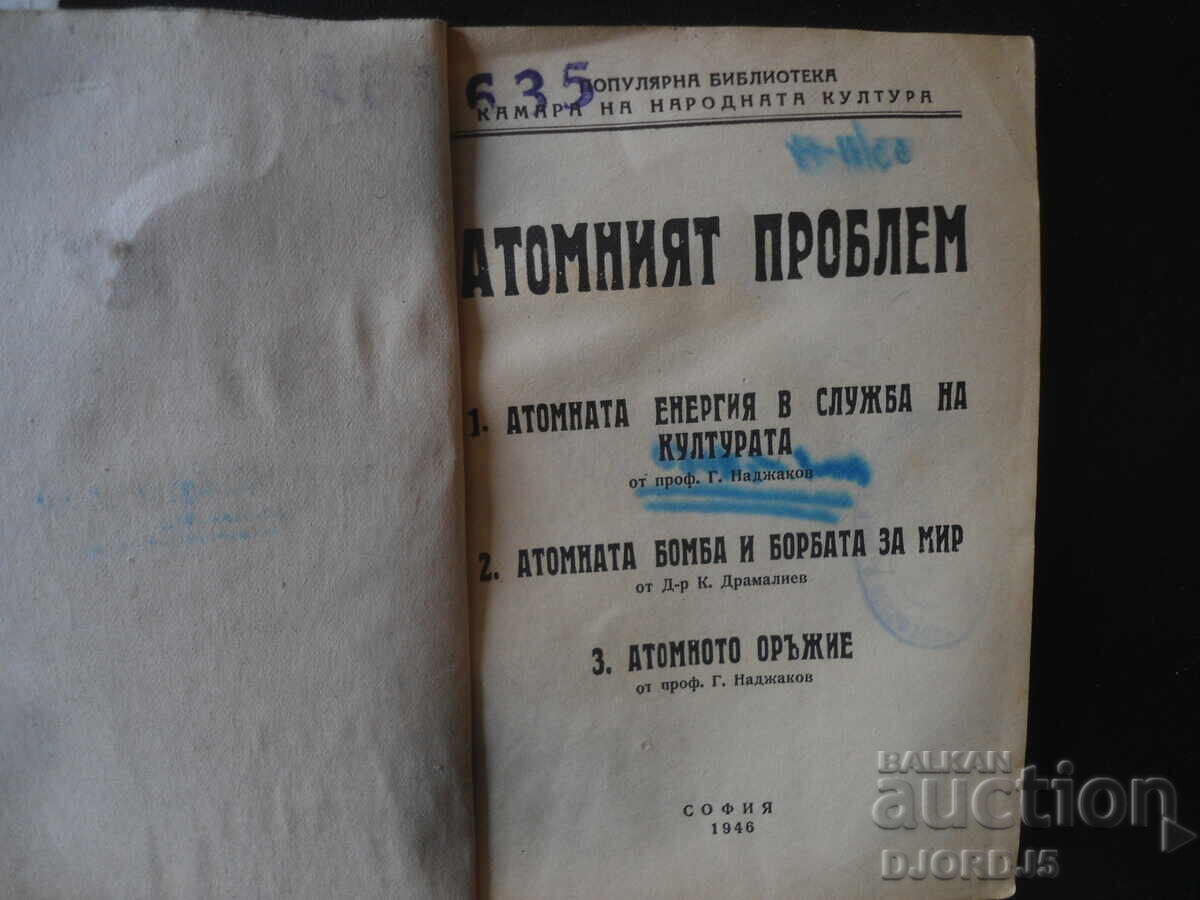 635
ПОПУЛЯРНА БИБЛИОТЕКА
КАМАРА НА НАРОДНАТА КУЛТУРА
АТОМНИЯТ ПРОБЛЕМ
1. АТОМНАТА ЕНЕРГИЯ В СЛУЖБА НА
КУЛТУРАТА
от проф. Г. Наджаков
2. АТОМНАТА БОМБА И БОРБАТА ЗА МИР
от Д-р К. Драмалиев
3. АТОМНОТО ОРЪЖИЕ
от проф. Г. Наджаков
СОФИЯ
1946
BALKAN
auction
DJORDJ5